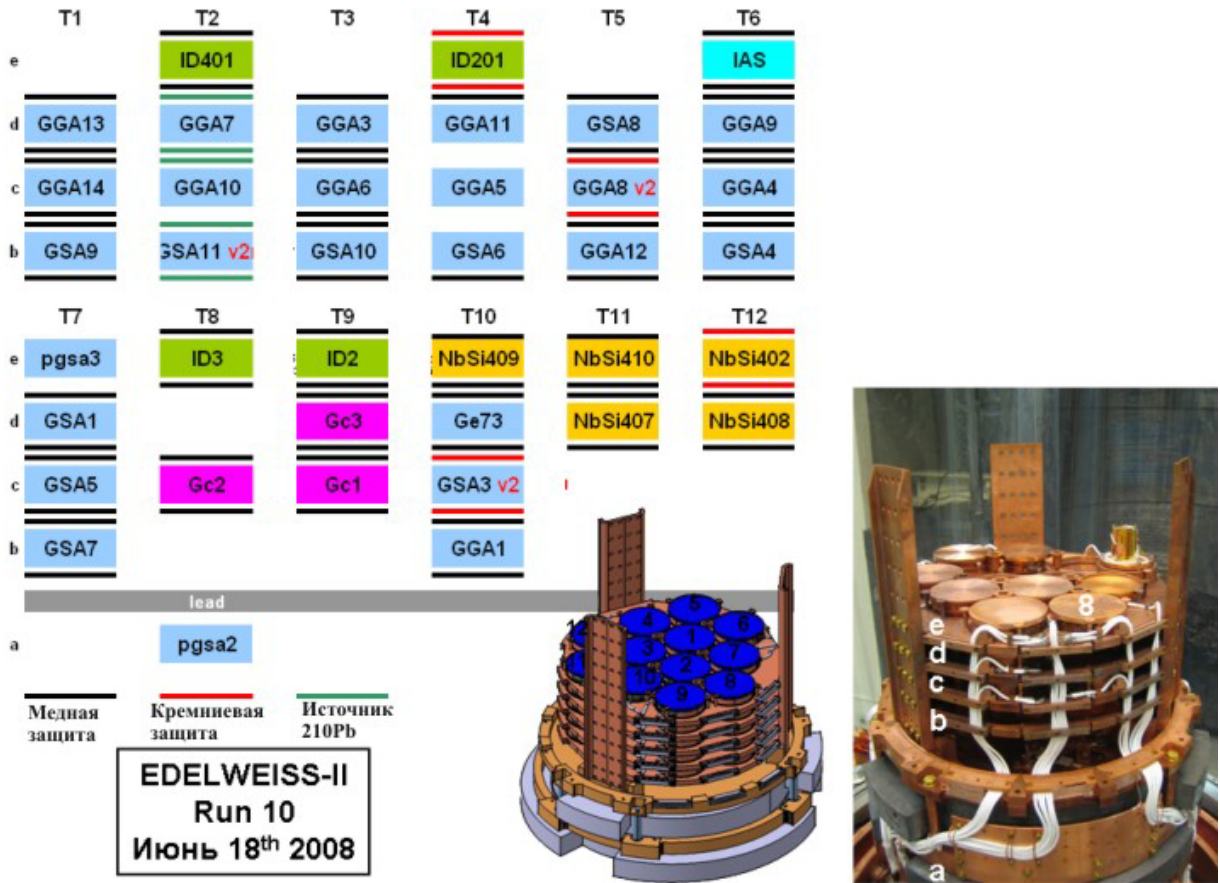 T1 T2 T3 T4 T5 T6
e ID401 ID201 IAS
d GGA13 GGA7 GGA3 GGA11 GSA8 GGA9
c GGA14 GGA10 GGA6 GGA5 GGA8 v2 GGA4
b GSA9 GSA11 v2 GSA10 GSA6 GGA12 GSA4
T7 T8 T9 T10 T11 T12
e pgsa3 ID3 ID2 NbSi409 NbSi410 NbSi402
d GSA1 Gc3 Ge73 NbSi407 NbSi408
c GSA5 Gc2 Gc1 GSA3 v2
b GSA7 GGA1
lead
a pgsa2
Медная защита
Кремниевая защита
Источник 210Pb
EDELWEISS-II
Run 10
Июнь 18th 2008
5
4 6
1
3 7
2
10 8
9
8
e
d
c
b
a